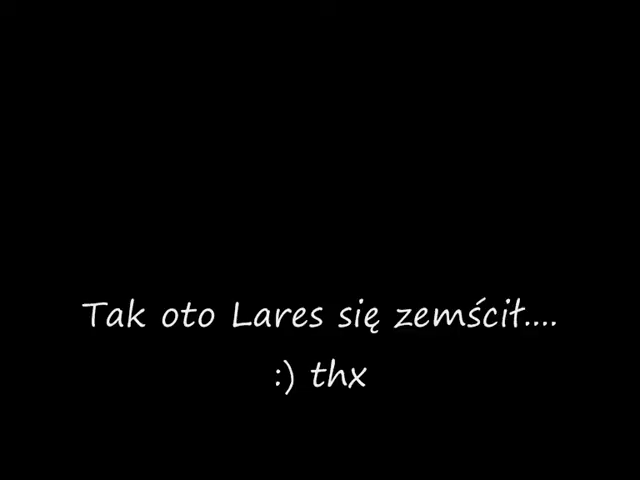 Tak oto Lares się zemścił....
:) thx